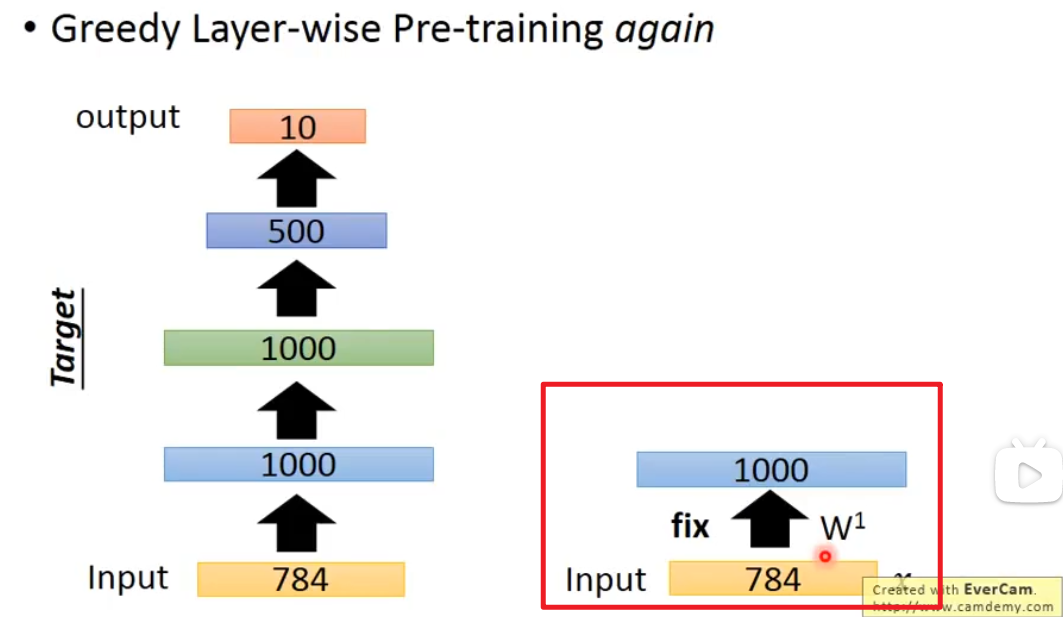 • Greedy Layer-wise Pre-training again
output
10
500
Target
1000
1000
Input
784
1000
fix
W¹
Input
784
x
Created with EverCam.
http://www.camdemy.com